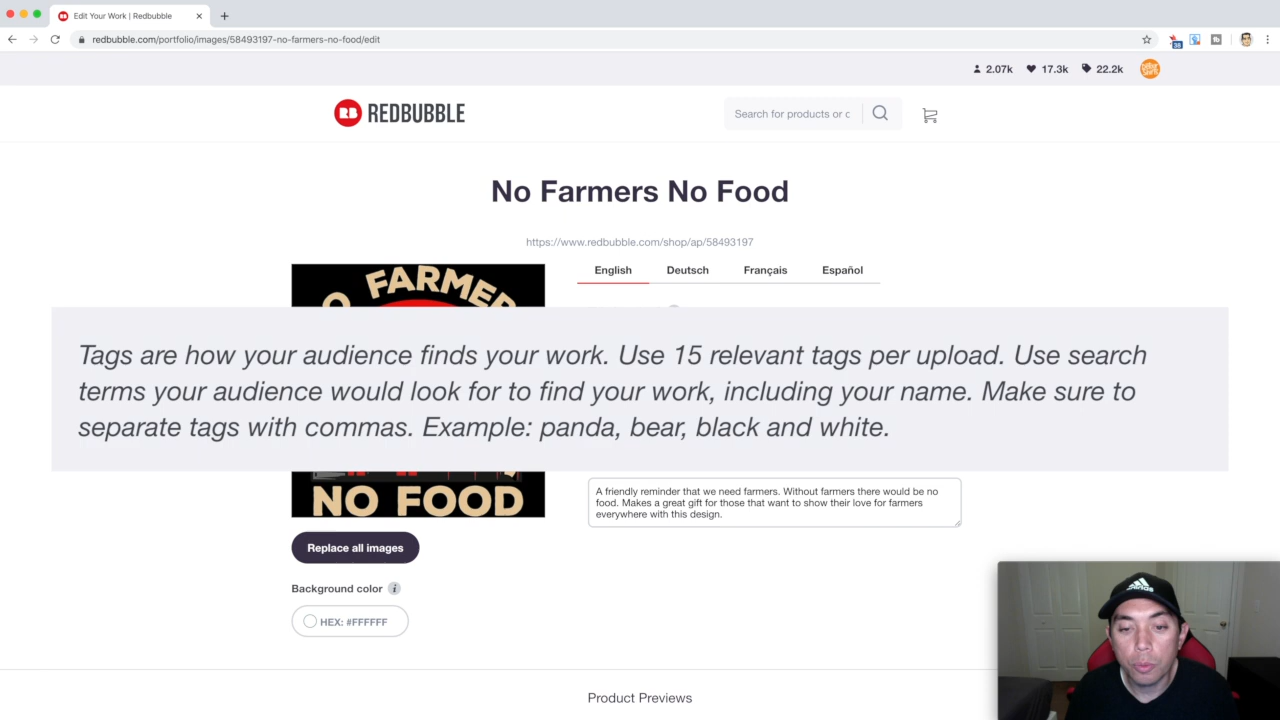 Edit Your Work | Redbubble
redbubble.com/portfolio/images/58493197-no-farmers-no-food/edit
38
2.07k 17.3k 22.2k
RB REDBUBBLE
Search for products or c
No Farmers No Food
https://www.redbubble.com/shop/ap/58493197
English Deutsch Français Español
O FARMER
Tags are how your audience finds your work. Use 15 relevant tags per upload. Use search
terms your audience would look for to find your work, including your name. Make sure to
separate tags with commas. Example: panda, bear, black and white.
NO FOOD
A friendly reminder that we need farmers. Without farmers there would be no
food. Makes a great gift for those that want to show their love for farmers
everywhere with this design.
Replace all images
Background color i
HEX: #FFFFFF
adidas
Product Previews